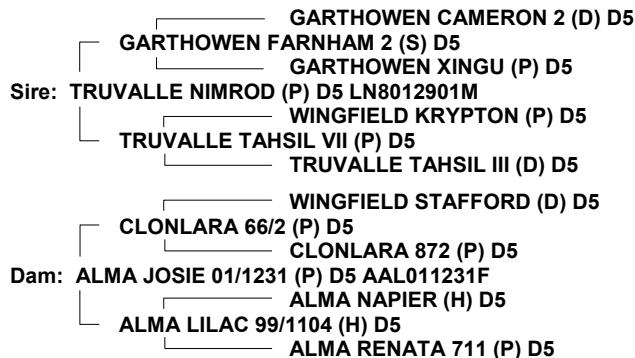 GARTHOWEN CAMERON 2 (D) D5
GARTHOWEN FARNHAM 2 (S) D5
GARTHOWEN XINGU (P) D5
Sire: TRUVALLE NIMROD (P) D5 LN8012901M
WINGFIELD KRYPTON (P) D5
TRUVALLE TAHSIL VII (P) D5
TRUVALLE TAHSIL III (D) D5
WINGFIELD STAFFORD (D) D5
CLONLARA 66/2 (P) D5
CLONLARA 872 (P) D5
Dam: ALMA JOSIE 01/1231 (P) D5 AAL011231F
ALMA NAPIER (H) D5
ALMA LILAC 99/1104 (H) D5
ALMA RENATA 711 (P) D5